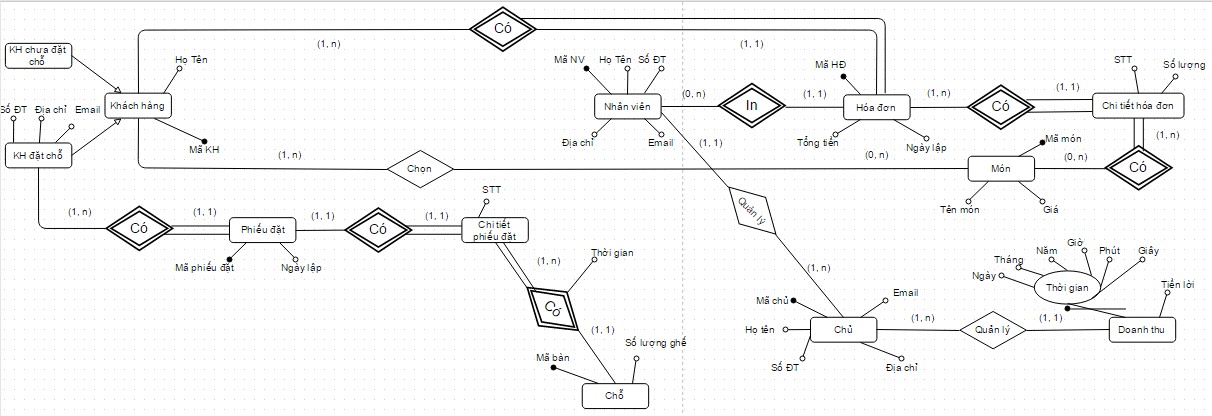 Có
(1, n)
(1, 1)
KH chưa đặt
chỗ
Họ Tên
Mã NV
Họ Tên
Số ĐT
Mã HĐ
STT
Số lượng
Số ĐT
Địa chỉ
Email
Khách hàng
Nhân viên
(0, n)
In
(1, 1)
Hóa đơn
(1, n)
Có
(1, 1)
Chi tiết hóa đơn
Mã KH
Địa chỉ
Email
(1, 1)
Tổng tiền
Ngày lập
Mã món
(1, n)
KH đặt chỗ
(1, n)
Chọn
(0, n)
Món
(0, n)
Có
STT
Quản lý
Tên món
Giá
(1, n)
Có
(1, 1)
Phiếu đặt
(1, 1)
Có
(1, 1)
Chi tiết
phiếu đặt
Mã phiếu đặt
Ngày lập
(1, n)
Thời gian
(1, n)
Có
Tháng
Năm
Giờ
Phút
Giây
Ngày
Thời gian
Tiền lời
Mã chủ
Email
(1, 1)
Số lượng ghế
Mã bàn
Họ tên
Chủ
(1, n)
Quản lý
(1, 1)
Doanh thu
Số ĐT
Địa chỉ
Chỗ